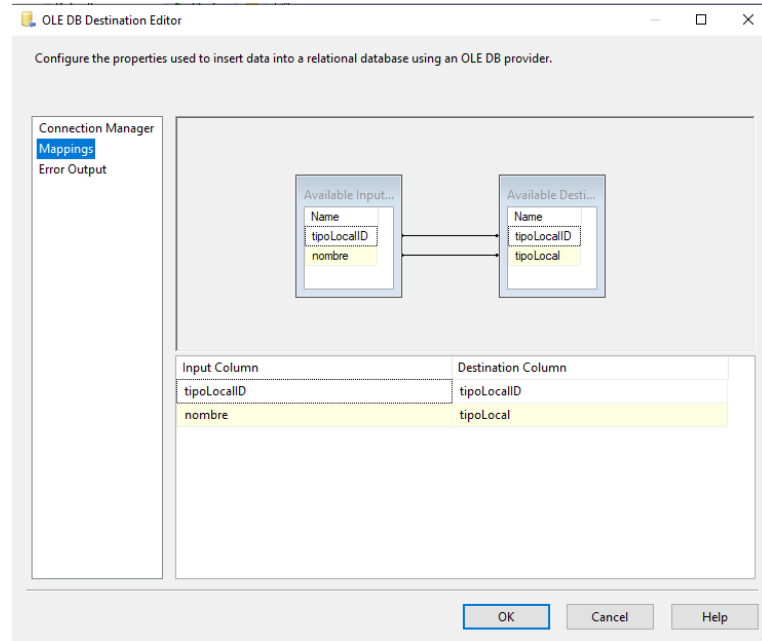 OLE DB Destination Editor
Configure the properties used to insert data into a relational database using an OLE DB provider.
Connection Manager
Mappings
Error Output
Available Input...
Name
tipoLocalID
nombre
Available Desti...
Name
tipoLocalID
tipoLocal
Input Column Destination Column
tipoLocalID tipoLocalID
nombre tipoLocal
OK Cancel Help